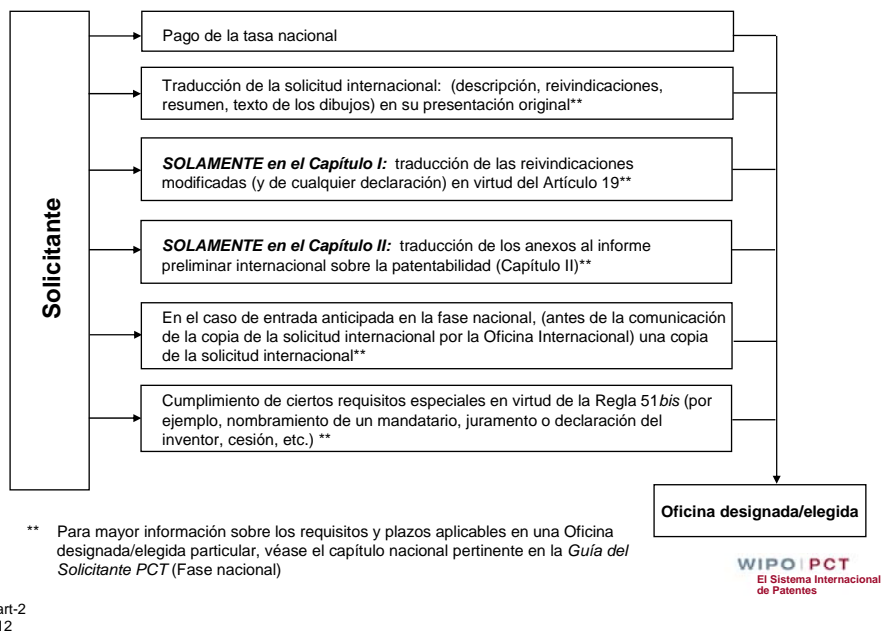 Pago de la tasa nacional
Traducción de la solicitud internacional: (descripción, reivindicaciones,
resumen, texto de los dibujos) en su presentación original**
SOLAMENTE en el Capítulo I: traducción de las reivindicaciones
modificadas (y de cualquier declaración) en virtud del Artículo 19**
Solicitante
SOLAMENTE en el Capítulo II: traducción de los anexos al informe
preliminar internacional sobre la patentabilidad (Capítulo II)**
En el caso de entrada anticipada en la fase nacional, (antes de la comunicación
de la copia de la solicitud internacional por la Oficina Internacional) una copia
de la solicitud internacional**
Cumplimiento de ciertos requisitos especiales en virtud de la Regla 51bis (por
ejemplo, nombramiento de un mandatario, juramento o declaración del
inventor, cesión, etc.) **
Oficina designada/elegida
** Para mayor información sobre los requisitos y plazos aplicables en una Oficina
designada/elegida particular, véase el capítulo nacional pertinente en la Guía del
Solicitante PCT (Fase nacional)
WIPO|PCT
El Sistema Internacional
de Patentes
art-2
12